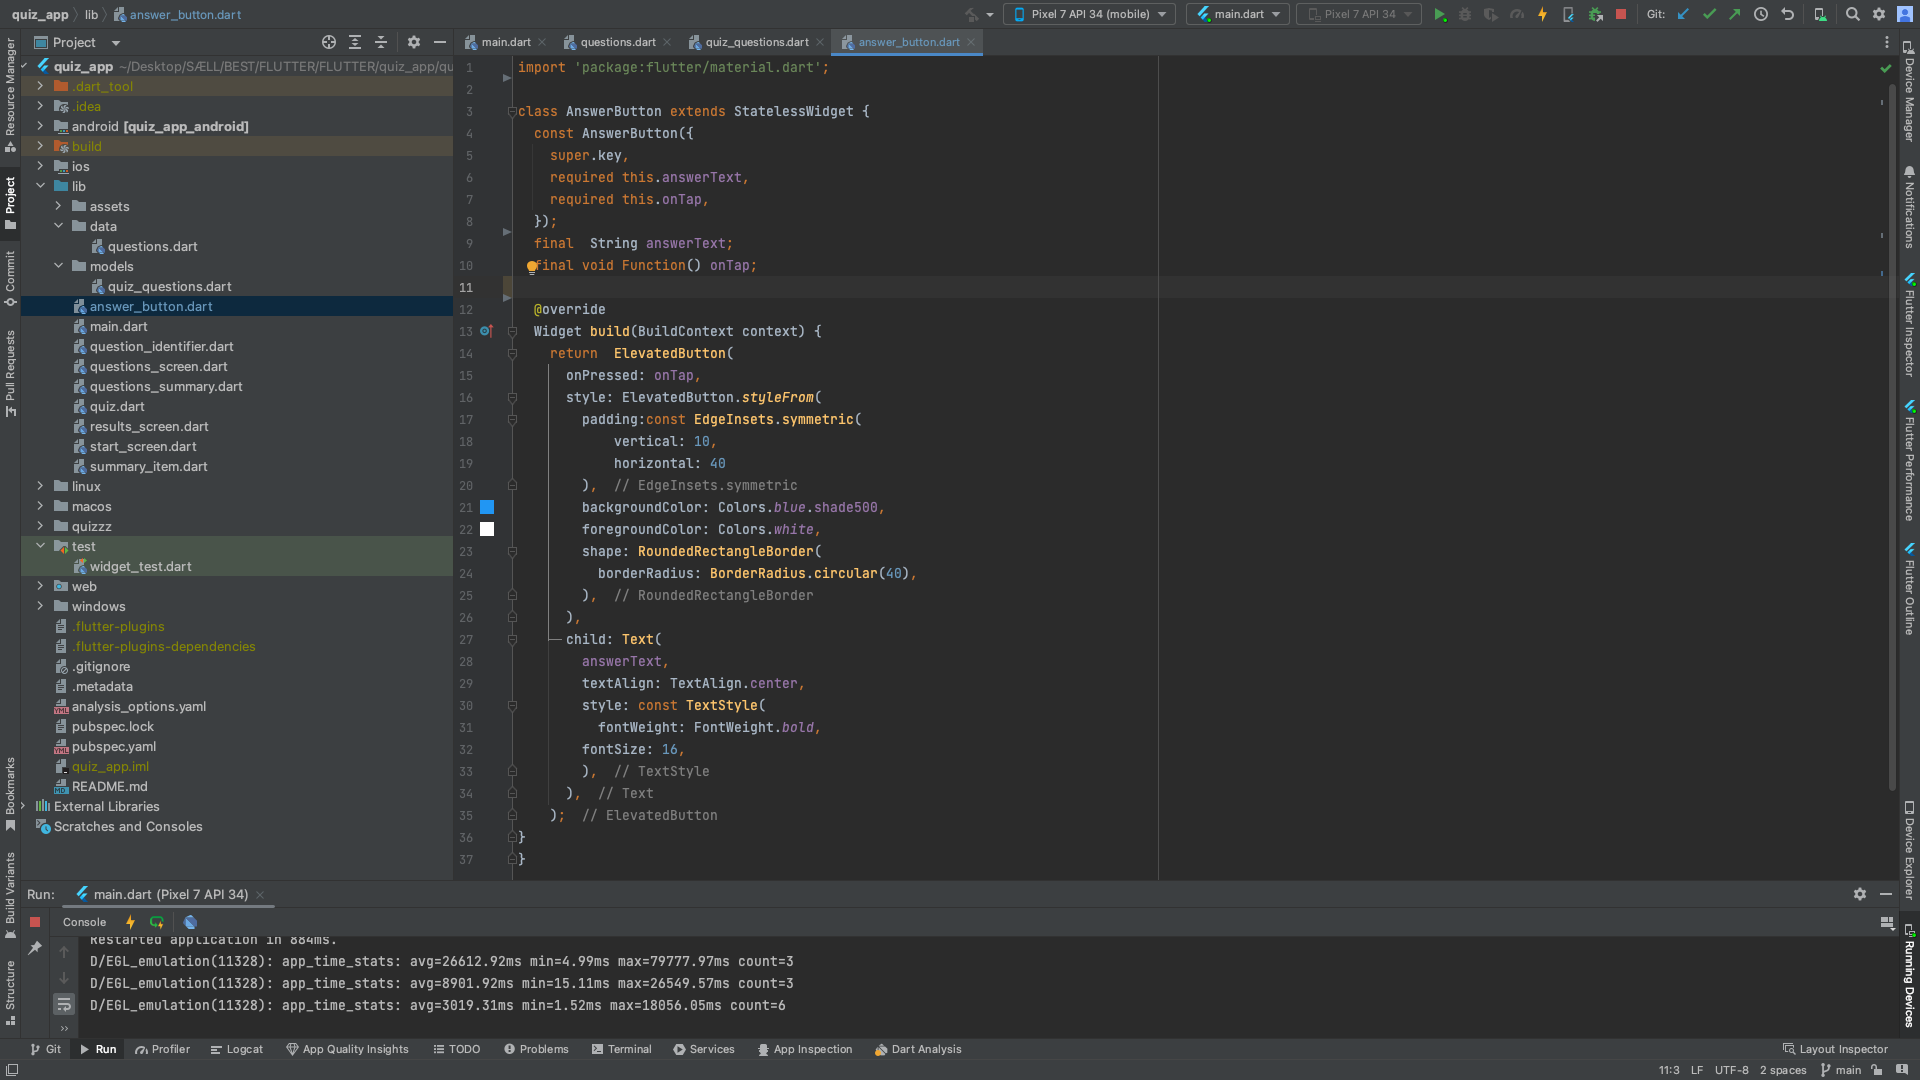 quiz_app › lib › answer_button.dart
Pixel 7 API 34 (mobile)
main.dart
Pixel 7 API 34
Git:
Project
main.dart
questions.dart
quiz_questions.dart
answer_button.dart
quiz_app ~/Desktop/SÆLL/BEST/FLUTTER/FLUTTER/quiz_app/qu
.dart_tool
.idea
android [quiz_app_android]
build
ios
lib
assets
data
questions.dart
models
quiz_questions.dart
answer_button.dart
main.dart
question_identifier.dart
questions_screen.dart
questions_summary.dart
quiz.dart
results_screen.dart
start_screen.dart
summary_item.dart
linux
macos
quizzz
test
widget_test.dart
web
windows
.flutter-plugins
.flutter-plugins-dependencies
.gitignore
.metadata
analysis_options.yaml
pubspec.lock
pubspec.yaml
quiz_app.iml
README.md
External Libraries
Scratches and Consoles
Resource Manager
Project
Commit
Pull Requests
Bookmarks
Build Variants
Structure
1 import 'package:flutter/material.dart';
2
3 class AnswerButton extends StatelessWidget {
4 const AnswerButton({
5 super.key,
6 required this.answerText,
7 required this.onTap,
8 });
9 final  String answerText;
10 final void Function() onTap;
11
12 @override
13 Widget build(BuildContext context) {
14 return  ElevatedButton(
15 onPressed: onTap,
16 style: ElevatedButton.styleFrom(
17 padding:const EdgeInsets.symmetric(
18 vertical: 10,
19 horizontal: 40
20 ),  // EdgeInsets.symmetric
21 backgroundColor: Colors.blue.shade500,
22 foregroundColor: Colors.white,
23 shape: RoundedRectangleBorder(
24 borderRadius: BorderRadius.circular(40),
25 ),  // RoundedRectangleBorder
26 ),
27 child: Text(
28 answerText,
29 textAlign: TextAlign.center,
30 style: const TextStyle(
31 fontWeight: FontWeight.bold,
32 fontSize: 16,
33 ),  // TextStyle
34 ),  // Text
35 );  // ElevatedButton
36 }
37 }
Device Manager
Notifications
Flutter Inspector
Flutter Performance
Flutter Outline
Device Explorer
Running Devices
Run: main.dart (Pixel 7 API 34)
Console
Restarted application in 884ms.
D/EGL_emulation(11328): app_time_stats: avg=26612.92ms min=4.99ms max=79777.97ms count=3
D/EGL_emulation(11328): app_time_stats: avg=8901.92ms min=15.11ms max=26549.57ms count=3
D/EGL_emulation(11328): app_time_stats: avg=3019.31ms min=1.52ms max=18056.05ms count=6
Git Run Profiler Logcat App Quality Insights TODO Problems Terminal Services App Inspection Dart Analysis Layout Inspector
11:3 LF UTF-8 2 spaces main